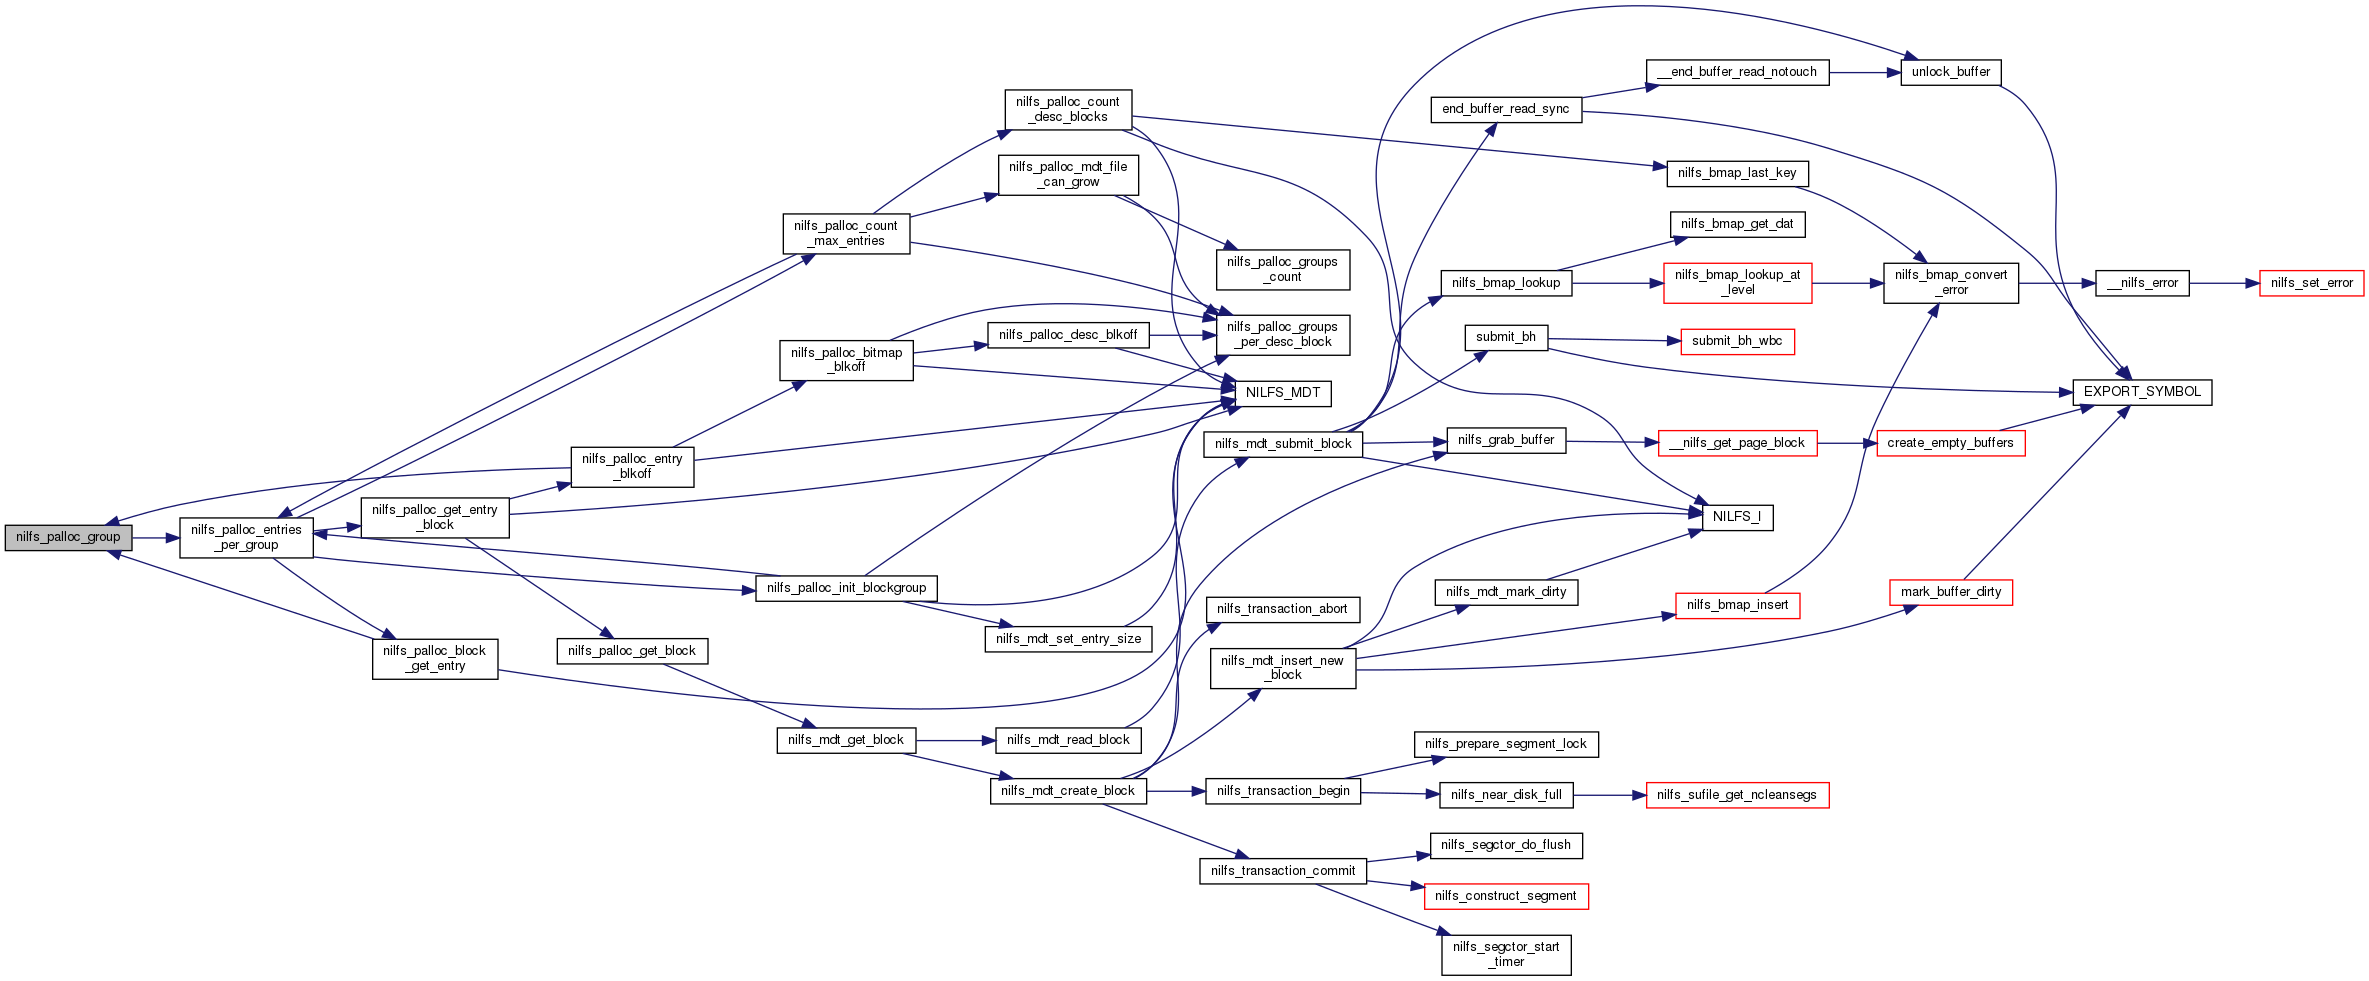 nilfs_palloc_group
nilfs_palloc_entries
_per_group
nilfs_palloc_get_entry
_block
nilfs_palloc_block
_get_entry
nilfs_palloc_entry
_blkoff
nilfs_palloc_get_block
nilfs_palloc_count
_max_entries
nilfs_palloc_bitmap
_blkoff
nilfs_palloc_init_blockgroup
nilfs_mdt_get_block
nilfs_palloc_count
_desc_blocks
nilfs_palloc_mdt_file
_can_grow
nilfs_palloc_desc_blkoff
nilfs_mdt_set_entry_size
nilfs_mdt_read_block
nilfs_mdt_create_block
nilfs_palloc_groups
_count
nilfs_palloc_groups
_per_desc_block
NILFS_MDT
nilfs_mdt_submit_block
nilfs_transaction_abort
nilfs_mdt_insert_new
_block
nilfs_transaction_begin
nilfs_transaction_commit
end_buffer_read_sync
nilfs_bmap_lookup
submit_bh
nilfs_grab_buffer
nilfs_mdt_mark_dirty
nilfs_prepare_segment_lock
nilfs_near_disk_full
nilfs_segctor_do_flush
nilfs_construct_segment
nilfs_segctor_start
_timer
__end_buffer_read_notouch
nilfs_bmap_last_key
nilfs_bmap_get_dat
nilfs_bmap_lookup_at
_level
submit_bh_wbc
__nilfs_get_page_block
NILFS_I
nilfs_bmap_insert
nilfs_sufile_get_ncleansegs
unlock_buffer
nilfs_bmap_convert
_error
create_empty_buffers
mark_buffer_dirty
__nilfs_error
EXPORT_SYMBOL
nilfs_set_error